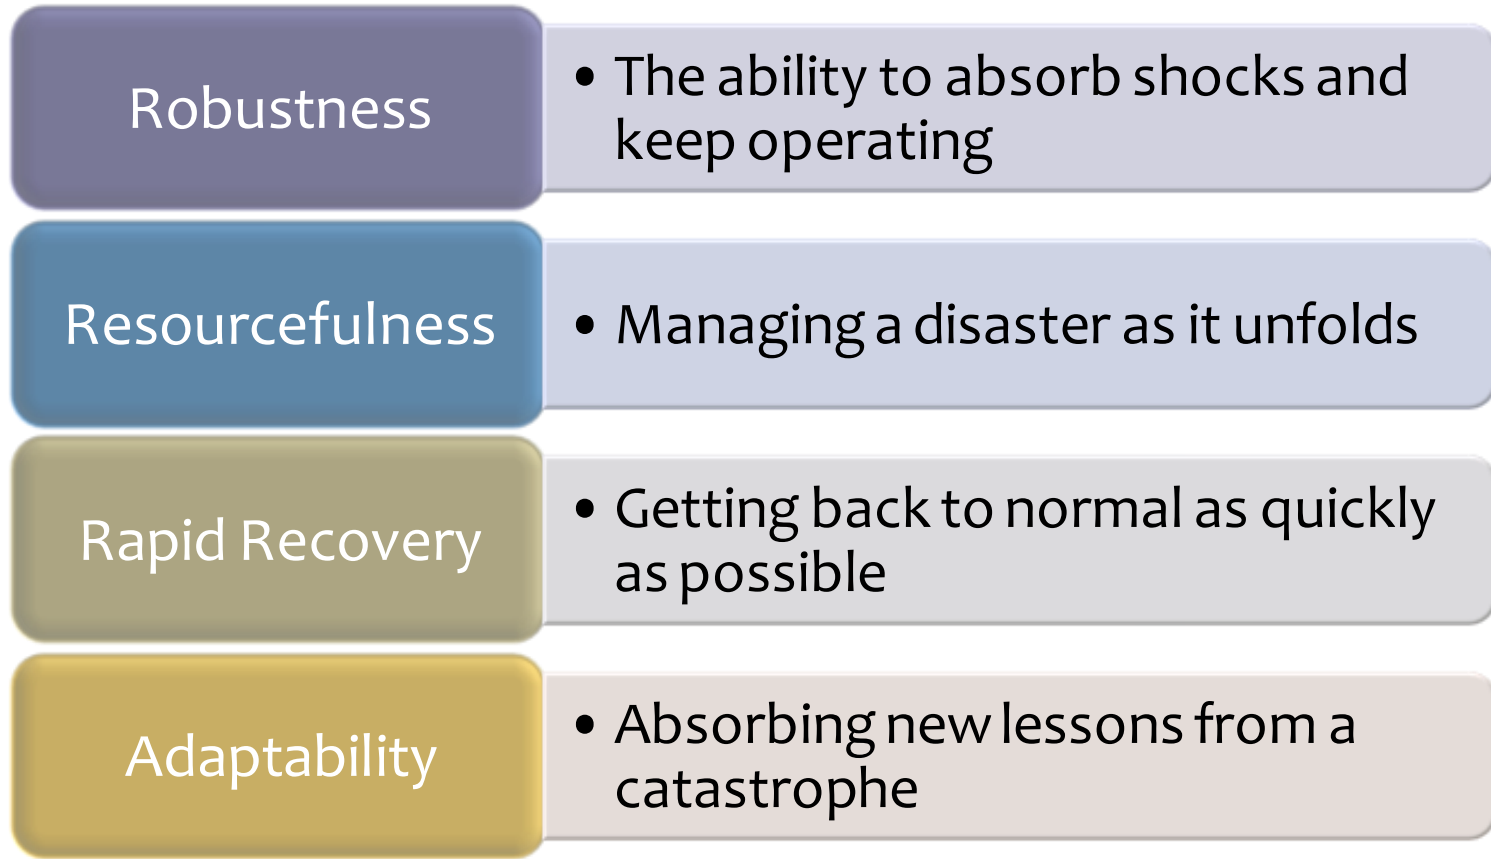 Robustness
• The ability to absorb shocks and
keep operating
Resourcefulness
• Managing a disaster as it unfolds
Rapid Recovery
• Getting back to normal as quickly
as possible
Adaptability
• Absorbing new lessons from a
catastrophe